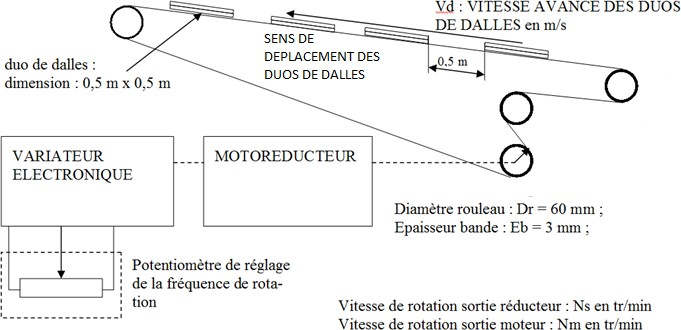 Vd : VITESSE AVANCE DES DUOS
DE DALLES en m/s
SENS DE
DEPLACEMENT DES
DUOS DE DALLES
duo de dalles :
dimension : 0,5 m x 0,5 m
0,5 m
VARIATEUR
ELECTRONIQUE
MOTOREDUCTEUR
Diamètre rouleau : Dr = 60 mm ;
Epaisseur bande : Eb = 3 mm ;
Potentiomètre de réglage
de la fréquence de rota-
tion
Vitesse de rotation sortie réducteur : Ns en tr/min
Vitesse de rotation sortie moteur : Nm en tr/min